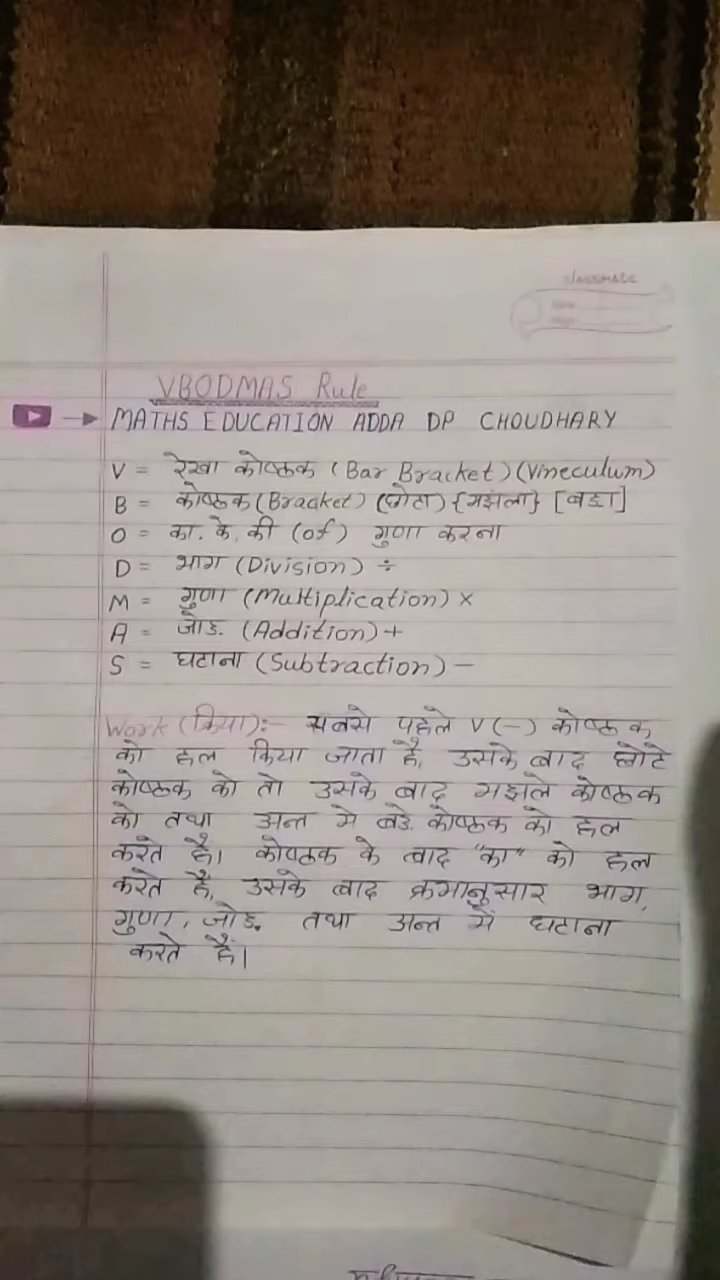 classmate
VBODMAS Rule
→ MATHS EDUCATION ADDA DP CHOUDHARY
V = रेखा कोष्ठक (Bar Bracket) (Vineculum)
B = कोष्ठक (Bracket) (छोटा) {मझला} [बड़ा]
O = का. के, की (of) गुणा करना
D = भाग (Division) ÷
M = गुणा (Multiplication) ×
A = जोड़. (Addition) +
S = घटाना (Subtraction) −
Work (क्रिया):- सबसे पहले V(−) कोष्ठक
को हल किया जाता है, उसके बाद छोटे
कोष्ठक को तो उसके बाद मझले कोष्ठक
को तथा अन्त मे बड़े. कोष्ठक को हल
करते है। कोष्ठक के बाद "का" को हल
करते हैं, उसके बाद क्रमानुसार भाग,
गुणा, जोड़. तथा अन्त में घटाना
करते हैं।